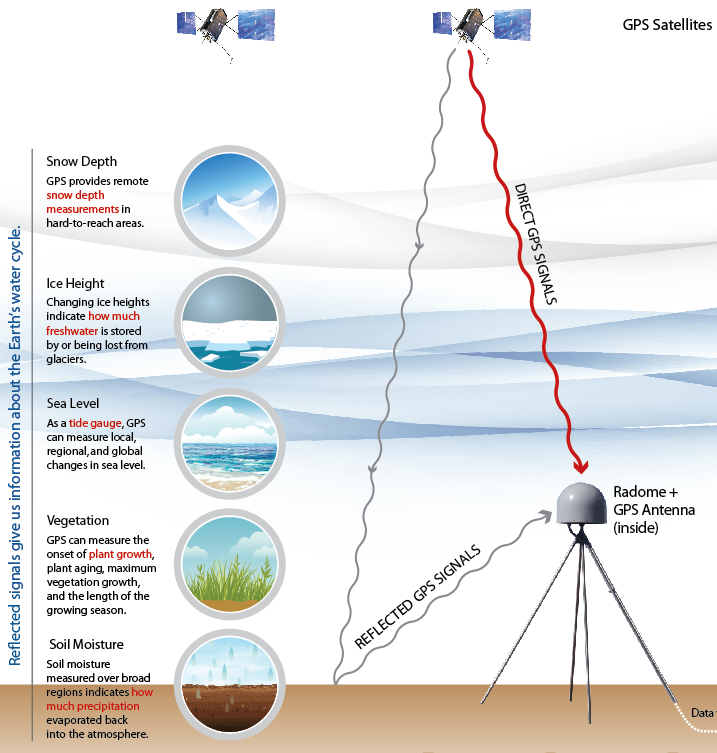 GPS Satellites
Reflected signals give us information about the Earth's water cycle.
Snow Depth
GPS provides remote
snow depth
measurements in
hard-to-reach areas.
Ice Height
Changing ice heights
indicate how much
freshwater is stored
by or being lost from
glaciers.
Sea Level
As a tide gauge, GPS
can measure local,
regional, and global
changes in sea level.
Vegetation
GPS can measure the
onset of plant growth,
plant aging, maximum
vegetation growth,
and the length of the
growing season.
Soil Moisture
Soil moisture
measured over broad
regions indicates how
much precipitation
evaporated back
into the atmosphere.
DIRECT GPS SIGNALS
REFLECTED GPS SIGNALS
Radome +
GPS Antenna
(inside)
Data